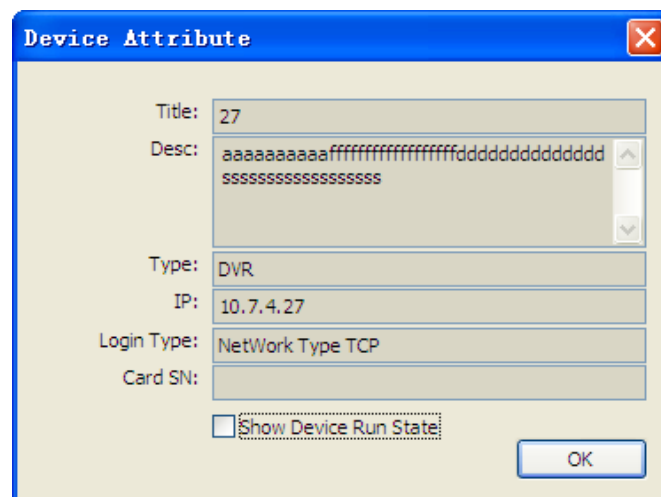 Device Attribute
Title: 27
Desc: aaaaaaaaaaffffffffffffffffffdddddddddddddd
ssssssssssssssssss
Type: DVR
IP: 10.7.4.27
Login Type: NetWork Type TCP
Card SN:
Show Device Run State
OK